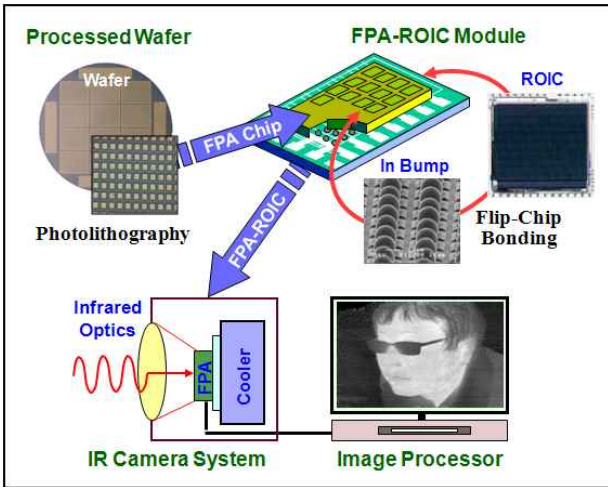 Processed Wafer
FPA-ROIC Module
Wafer
ROIC
FPA Chip
In Bump
Photolithography
Flip-Chip
Bonding
FPA-ROIC
Infrared
Optics
FPA
Cooler
IR Camera System
Image Processor